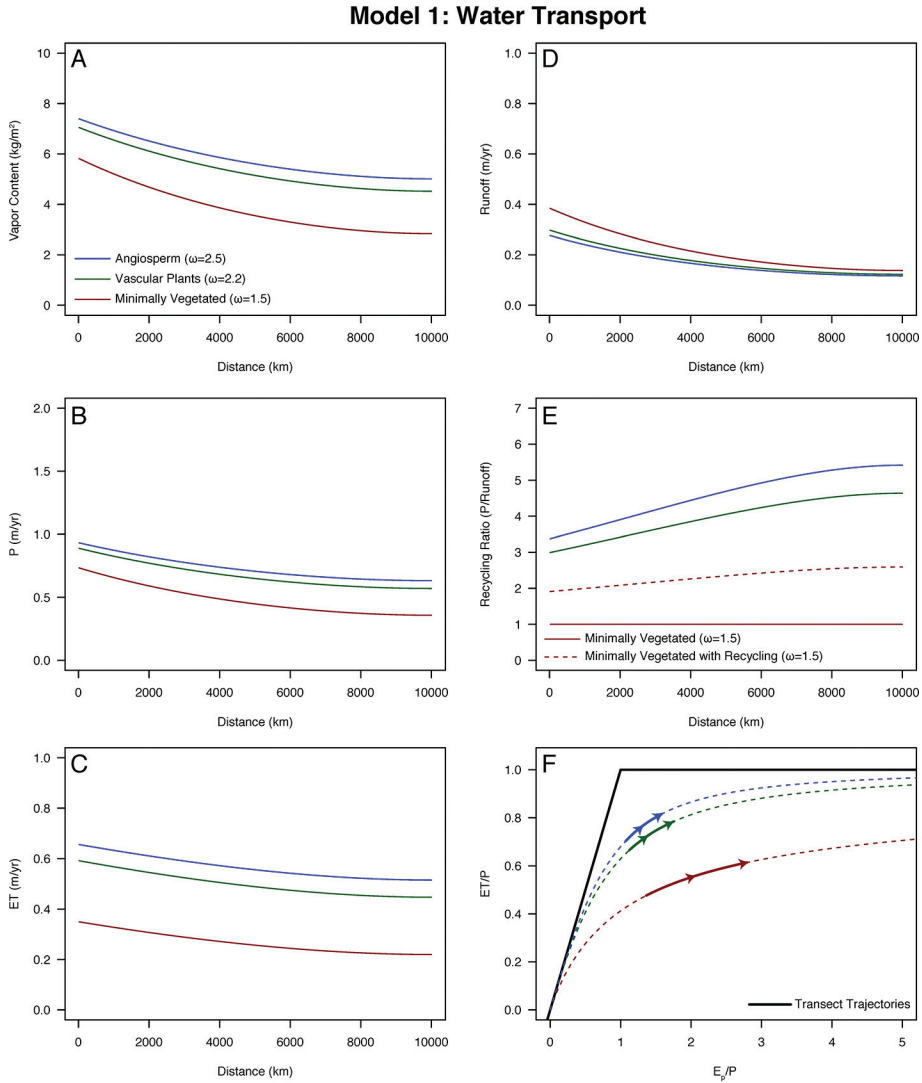 Model 1: Water Transport
A
Vapor Content (kg/m²)
10
8
6
4
2
0
Angiosperm (ω=2.5)
Vascular Plants (ω=2.2)
Minimally Vegetated (ω=1.5)
0 2000 4000 6000 8000 10000
Distance (km)
D
Runoff (m/yr)
1.0
0.8
0.6
0.4
0.2
0.0
0 2000 4000 6000 8000 10000
Distance (km)
B
P (m/yr)
2.0
1.5
1.0
0.5
0.0
0 2000 4000 6000 8000 10000
Distance (km)
E
Recycling Ratio (P/Runoff)
7
6
5
4
3
2
1
0
Minimally Vegetated (ω=1.5)
Minimally Vegetated with Recycling (ω=1.5)
0 2000 4000 6000 8000 10000
Distance (km)
C
ET (m/yr)
1.0
0.8
0.6
0.4
0.2
0.0
0 2000 4000 6000 8000 10000
Distance (km)
F
ET/P
1.0
0.8
0.6
0.4
0.2
0.0
Transect Trajectories
0 1 2 3 4 5
Eₚ/P